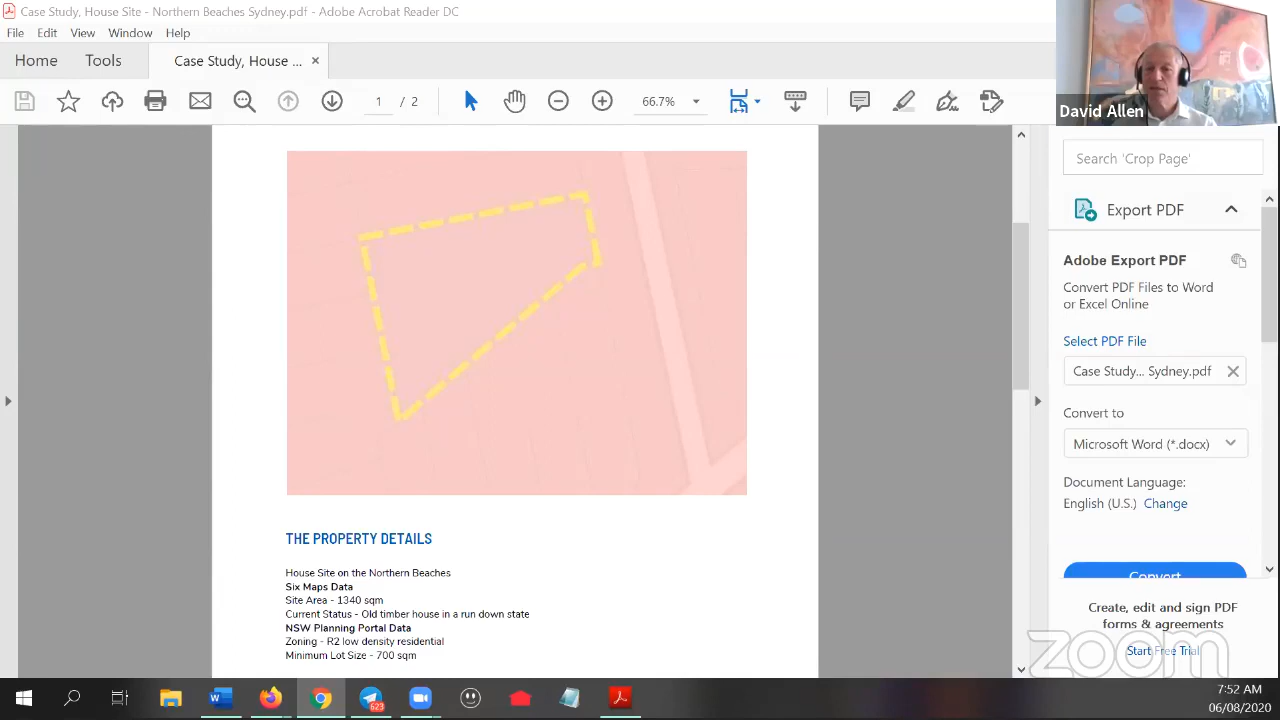 Case Study, House Site - Northern Beaches Sydney.pdf - Adobe Acrobat Reader DC
File Edit View Window Help
Home Tools Case Study, House ... ×
1 / 2 66.7%
David Allen
Search 'Crop Page'
Export PDF
Adobe Export PDF
Convert PDF Files to Word
or Excel Online
Select PDF File
Case Study... Sydney.pdf
Convert to
Microsoft Word (*.docx)
Document Language:
English (U.S.) Change
Convert
Create, edit and sign PDF
forms & agreements
Start Free Trial
zoom
THE PROPERTY DETAILS
House Site on the Northern Beaches
Six Maps Data
Site Area - 1340 sqm
Current Status - Old timber house in a run down state
NSW Planning Portal Data
Zoning - R2 low density residential
Minimum Lot Size - 700 sqm
623
7:52 AM
06/08/2020